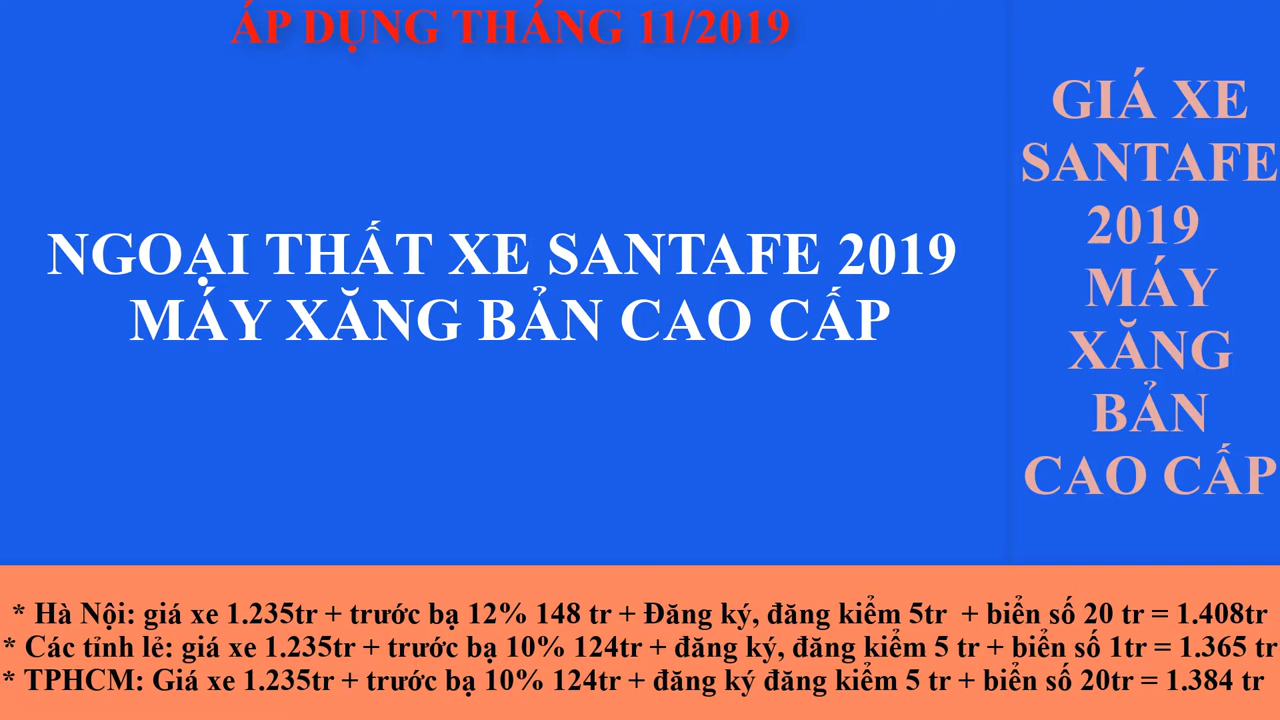 ÁP DỤNG THÁNG 11/2019
NGOẠI THẤT XE SANTAFE 2019
MÁY XĂNG BẢN CAO CẤP
GIÁ XE
SANTAFE
2019
MÁY
XĂNG
BẢN
CAO CẤP
* Hà Nội: giá xe 1.235tr + trước bạ 12% 148 tr + Đăng ký, đăng kiểm 5tr + biển số 20 tr = 1.408tr
* Các tỉnh lẻ: giá xe 1.235tr + trước bạ 10% 124tr + đăng ký, đăng kiểm 5 tr + biển số 1tr = 1.365 tr
* TPHCM: Giá xe 1.235tr + trước bạ 10% 124tr + đăng ký đăng kiểm 5 tr + biển số 20tr = 1.384 tr